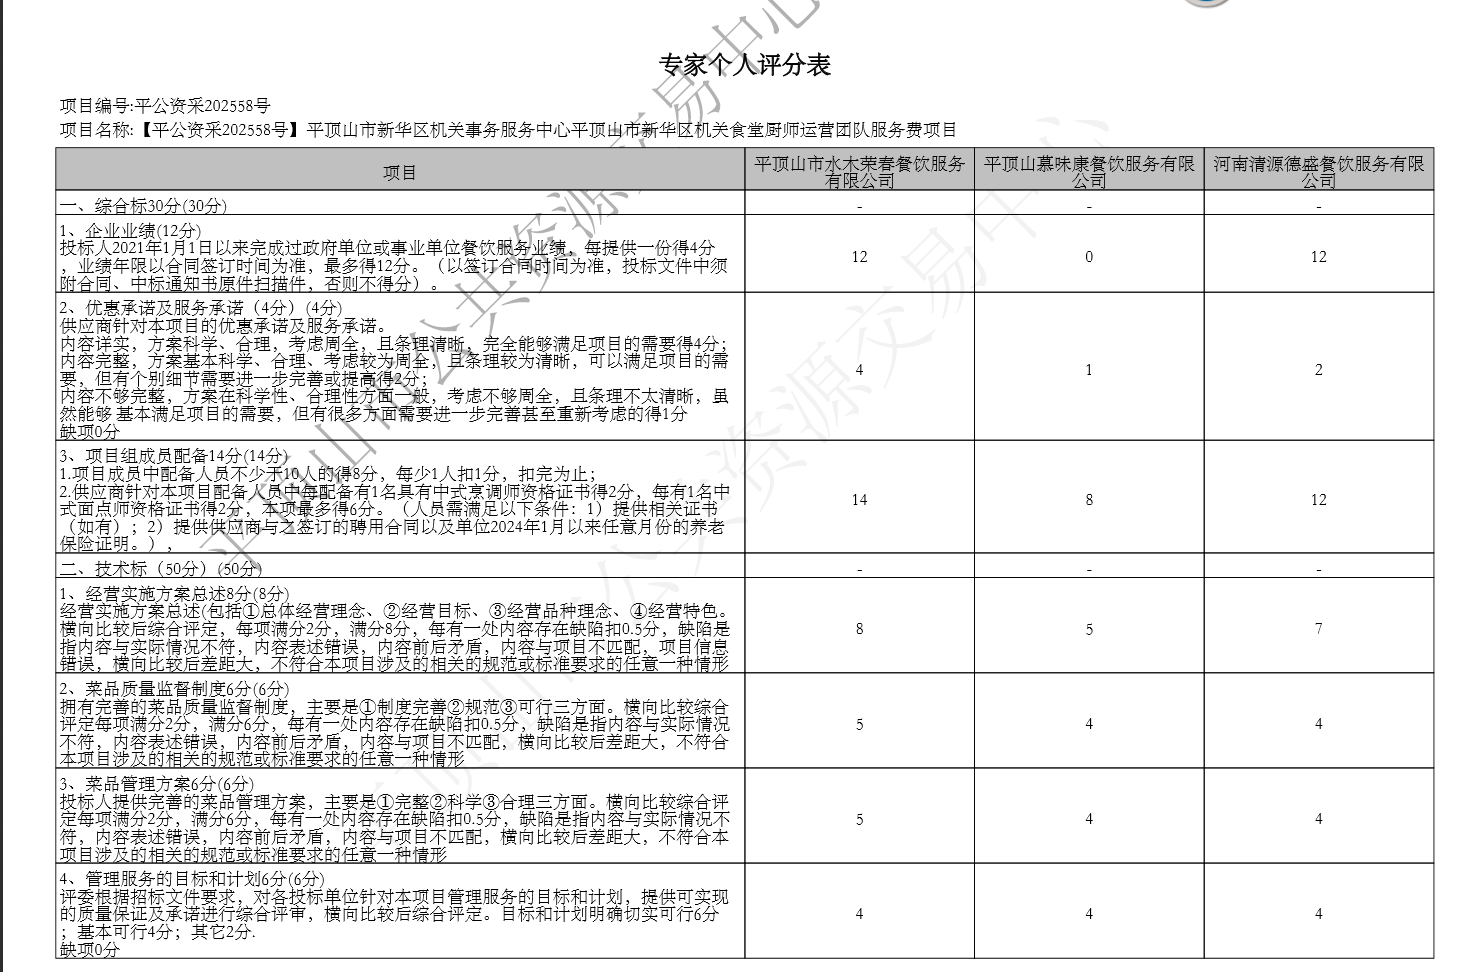 专家个人评分表
项目编号:平公资采202558号
项目名称:【平公资采202558号】平顶山市新华区机关事务服务中心平顶山市新华区机关食堂厨师运营团队服务费项目
项目
平顶山市水木荣春餐饮服务
有限公司
平顶山慕味康餐饮服务有限
公司
河南清源德盛餐饮服务有限
公司
一、综合标30分(30分)
-
-
-
1、企业业绩(12分)
投标人2021年1月1日以来完成过政府单位或事业单位餐饮服务业绩，每提供一份得4分
，业绩年限以合同签订时间为准，最多得12分。（以签订合同时间为准，投标文件中须
附合同、中标通知书原件扫描件，否则不得分）。
12
0
12
2、优惠承诺及服务承诺（4分）(4分)
供应商针对本项目的优惠承诺及服务承诺。
内容详实，方案科学、合理，考虑周全，且条理清晰，完全能够满足项目的需要得4分；
内容完整，方案基本科学、合理、考虑较为周全，且条理较为清晰，可以满足项目的需
要，但有个别细节需要进一步完善或提高得2分；
内容不够完整，方案在科学性、合理性方面一般，考虑不够周全，且条理不太清晰，虽
然能够 基本满足项目的需要，但有很多方面需要进一步完善甚至重新考虑的得1分
缺项0分
4
1
2
3、项目组成员配备14分(14分)
1.项目成员中配备人员不少于10人的得8分，每少1人扣1分，扣完为止；
2.供应商针对本项目配备人员中每配备有1名具有中式烹调师资格证书得2分，每有1名中
式面点师资格证书得2分，本项最多得6分。（人员需满足以下条件：1）提供相关证书
（如有）；2）提供供应商与之签订的聘用合同以及单位2024年1月以来任意月份的养老
保险证明。），
14
8
12
二、技术标（50分）(50分)
-
-
-
1、经营实施方案总述8分(8分)
经营实施方案总述(包括①总体经营理念、②经营目标、③经营品种理念、④经营特色。
横向比较后综合评定，每项满分2分，满分8分，每有一处内容存在缺陷扣0.5分，缺陷是
指内容与实际情况不符，内容表述错误，内容前后矛盾，内容与项目不匹配，项目信息
错误，横向比较后差距大，不符合本项目涉及的相关的规范或标准要求的任意一种情形
8
5
7
2、菜品质量监督制度6分(6分)
拥有完善的菜品质量监督制度，主要是①制度完善②规范③可行三方面。横向比较综合
评定每项满分2分，满分6分，每有一处内容存在缺陷扣0.5分，缺陷是指内容与实际情况
不符，内容表述错误，内容前后矛盾，内容与项目不匹配，横向比较后差距大，不符合
本项目涉及的相关的规范或标准要求的任意一种情形
5
4
4
3、菜品管理方案6分(6分)
投标人提供完善的菜品管理方案，主要是①完整②科学③合理三方面。横向比较综合评
定每项满分2分，满分6分，每有一处内容存在缺陷扣0.5分，缺陷是指内容与实际情况不
符，内容表述错误，内容前后矛盾，内容与项目不匹配，横向比较后差距大，不符合本
项目涉及的相关的规范或标准要求的任意一种情形
5
4
4
4、管理服务的目标和计划6分(6分)
评委根据招标文件要求，对各投标单位针对本项目管理服务的目标和计划，提供可实现
的质量保证及承诺进行综合评审，横向比较后综合评定。目标和计划明确切实可行6分
；基本可行4分；其它2分.
缺项0分
4
4
4
平顶山市公共资源交易中心
平顶山市公共资源交易中心